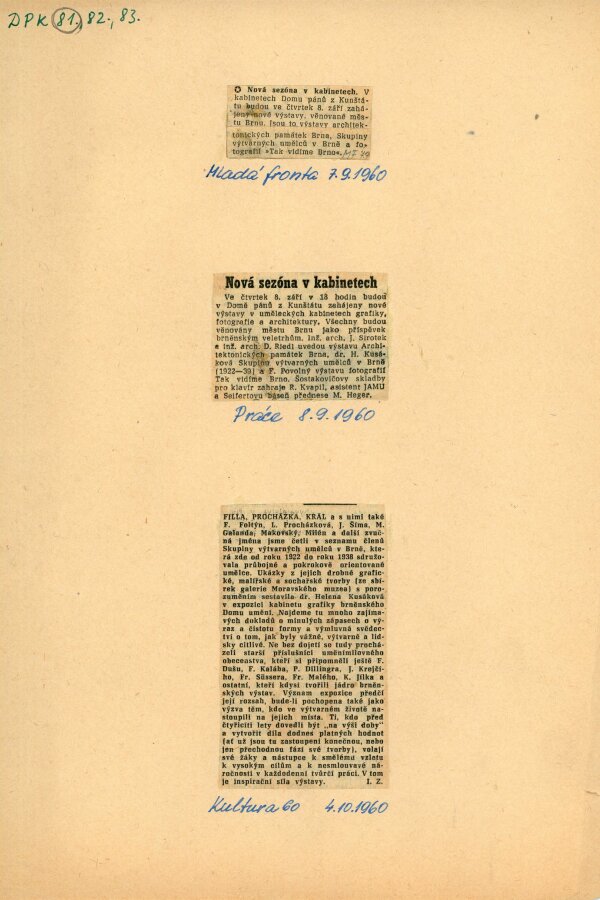 DPK 81., 82., 83.
✪ Nová sezóna v kabinetech. V
kabinetech Domu pánů z Kunštá-
tu budou ve čtvrtek 8. září zahá-
jeny nové výstavy, věnované měs-
tu Brnu. Jsou to výstavy architek-
tonických památek Brna, Skupiny
výtvarných umělců v Brně a fo-
tografií »Tak vidíme Brno«.
Mladá fronta 7.9.1960
Nová sezóna v kabinetech
Ve čtvrtek 8. září v 18 hodin budou
v Domě pánů z Kunštátu zahájeny nové
výstavy v uměleckých kabinetech grafiky,
fotografie a architektury. Všechny budou
věnovány městu Brnu jako příspěvek
brněnským veletrhům. Inž. arch. J. Sirotek
a inž. arch. D. Riedl uvedou výstavu Archi-
tektonických památek Brna, dr. H. Kusá-
ková Skupinu výtvarných umělců v Brně
(1922—39) a F. Povolný výstavu fotografií
Tak vidíme Brno. Šostakovičovy skladby
pro klavír zahraje R. Kvapil, asistent JAMU
a Seifertovu báseň přednese M. Heger.
Práce 8.9.1960
FILLA, PROCHÁZKA, KRÁL a s nimi také
F. Foltýn, L. Procházková, J. Šíma, M.
Galanda, Makovský, Milén a další zvuč-
ná jména jsme četli v seznamu členů
Skupiny výtvarných umělců v Brně, kte-
rá zde od roku 1922 do roku 1938 sdružo-
vala průbojné a pokrokově orientované
umělce. Ukázky z jejich drobné grafic-
ké, malířské a sochařské tvorby (ze sbí-
rek galerie Moravského musea) s poro-
zuměním sestavila dr. Helena Kusáková
v expozici kabinetu grafiky brněnského
Domu umění. Najdeme tu mnoho zajíma-
vých dokladů o minulých zápasech o vý-
raz a čistotu formy a výmluvná svědec-
tví o tom, jak byly vážně, výtvarně a lid-
sky citlivé. Ne bez dojetí se tudy prochá-
zeli starší příslušníci uměnímilovného
obecenstva, kteří si připomněli ještě F.
Dušu, F. Kalába, P. Dillingra, J. Krejčí-
ho, Fr. Süssera, Fr. Malého, K. Jílka a
ostatní, kteří kdysi tvořili jádro brněn-
ských výstav. Význam expozice předčí
její rozsah, bude-li pochopena také jako
výzva těm, kdo ve výtvarném životě na-
stoupili na jejich místa. Ti, kdo před
čtyřiceti lety dovedli být „na výši doby"
a vytvořit díla dodnes platných hodnot
(ať už jsou tu zastoupeni konečnou, nebo
jen přechodnou fází své tvorby), volají
své žáky a nástupce k smělému vzletu
k vysokým cílům a k nesmlouvavé ná-
ročnosti v každodenní tvůrčí práci. V tom
je inspirační síla výstavy. I. Z.
Kultura 60 4.10.1960